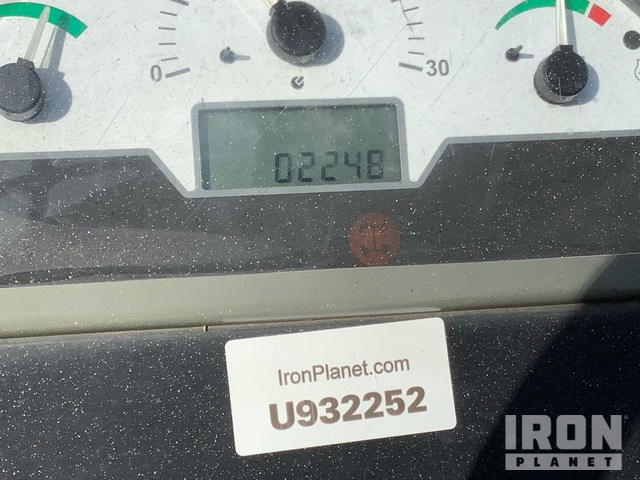 0 30
02248
IronPlanet.com
U932252
IRON
PLANET